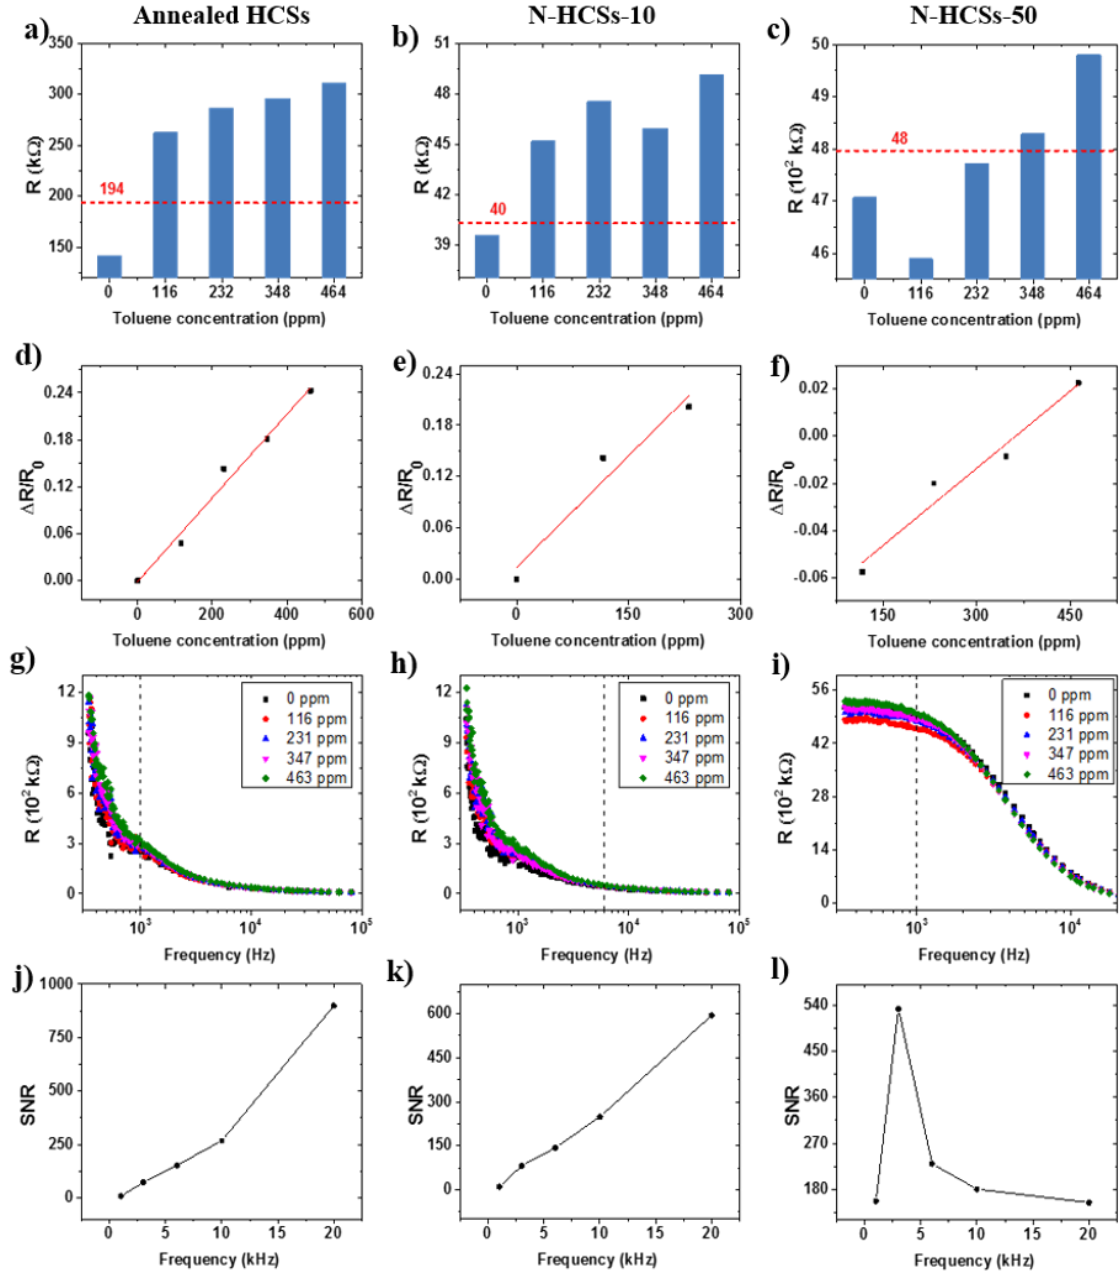 Annealed HCSs
N-HCSs-10
N-HCSs-50
a)
350
300
250
200
150
R (kΩ)
194
0 116 232 348 464
Toluene concentration (ppm)
b)
51
48
45
42
39
R (kΩ)
40
0 116 232 348 464
Toluene concentration (ppm)
c)
50
49
48
47
46
R (10² kΩ)
48
0 116 232 348 464
Toluene concentration (ppm)
d)
0.24
0.18
0.12
0.06
0.00
ΔR/R₀
0 200 400 600
Toluene concentration (ppm)
e)
0.24
0.18
0.12
0.06
0.00
ΔR/R₀
0 150 300
Toluene concentration (ppm)
f)
0.02
0.00
-0.02
-0.04
-0.06
ΔR/R₀
150 300 450
Toluene concentration (ppm)
g)
12
9
6
3
0
R (10² kΩ)
0 ppm
116 ppm
231 ppm
347 ppm
463 ppm
10³ 10⁴ 10⁵
Frequency (Hz)
h)
12
9
6
3
0
R (10² kΩ)
0 ppm
116 ppm
231 ppm
347 ppm
463 ppm
10³ 10⁴ 10⁵
Frequency (Hz)
i)
56
42
28
14
0
R (10² kΩ)
0 ppm
116 ppm
231 ppm
347 ppm
463 ppm
10³ 10⁴
Frequency (Hz)
j)
1000
750
500
250
0
SNR
0 5 10 15 20
Frequency (kHz)
k)
600
450
300
150
0
SNR
0 5 10 15 20
Frequency (kHz)
l)
540
450
360
270
180
SNR
0 5 10 15 20
Frequency (kHz)